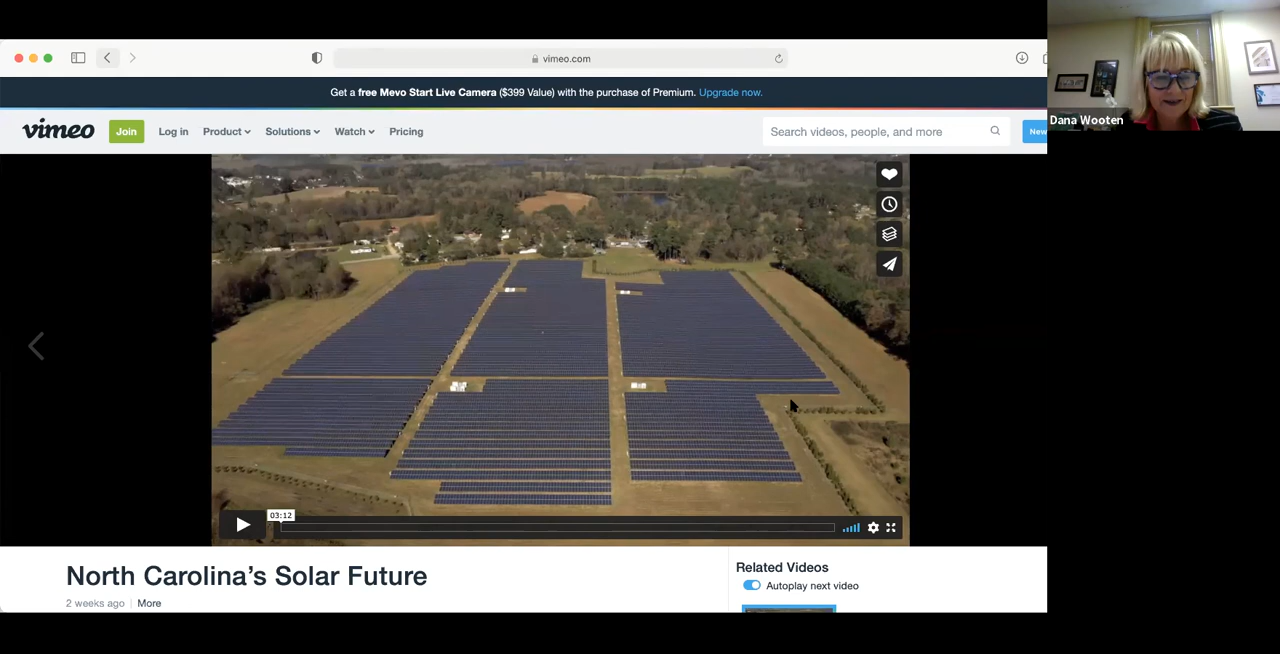 vimeo.com
Get a free Mevo Start Live Camera ($399 Value) with the purchase of Premium. Upgrade now.
vimeo Join Log in Product Solutions Watch Pricing Search videos, people, and more New
Dana Wooten
03:12
North Carolina’s Solar Future
2 weeks ago | More
Related Videos
Autoplay next video